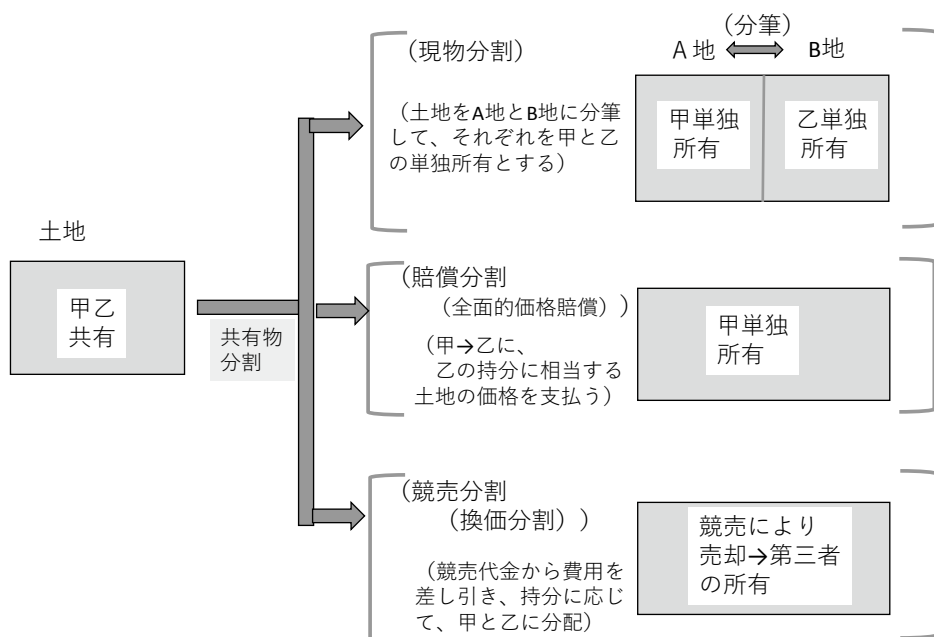 土地
甲乙
共有
共有物
分割
（現物分割）
（土地をA地とB地に分筆
して、それぞれを甲と乙
の単独所有とする）
（分筆）
A地
B地
甲単独
所有
乙単独
所有
（賠償分割
（全面的価格賠償））
（甲→乙に、
乙の持分に相当する
土地の価格を支払う）
甲単独
所有
（競売分割
（換価分割））
（競売代金から費用を
差し引き、持分に応じ
て、甲と乙に分配）
競売により
売却→第三者
の所有